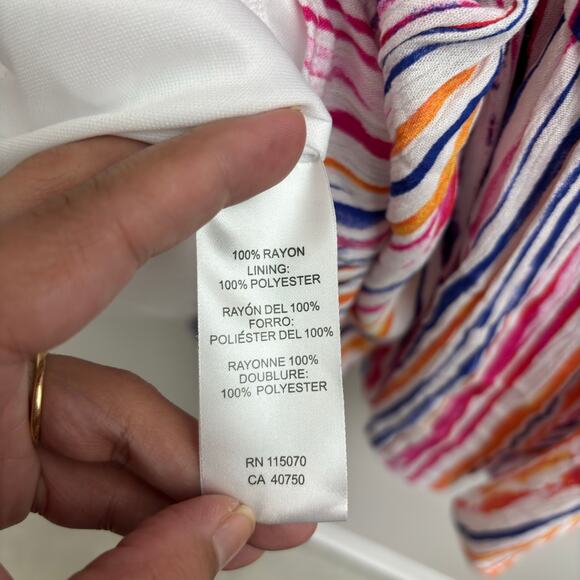 100% RAYON
LINING:
100% POLYESTER
RAYÓN DEL 100%
FORRO:
POLIÉSTER DEL 100%
RAYONNE 100%
DOUBLURE:
100% POLYESTER
RN 115070
CA 40750